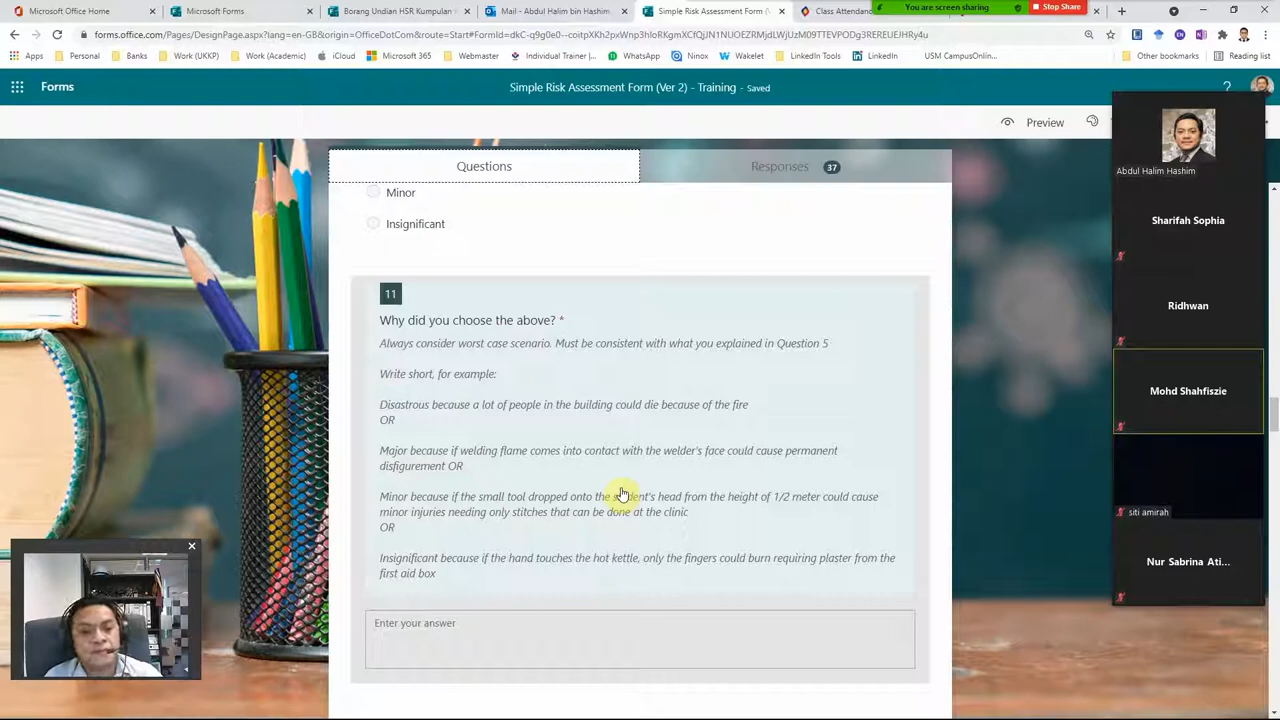 Microsoft Office Home
Microsoft Forms
Borang Undian HSR Kumpulan
Mail - Abdul Halim bin Hashim
Simple Risk Assessment Form (V
Class Attendanc
You are screen sharing
Stop Share
Apps
Banks
Work (UKKP)
Work (Academic)
iCloud
Microsoft 365
Webmaster
Individual Trainer |
WhatsApp
Ninox
Wakelet
LinkedIn Tools
LinkedIn
USM CampusOnlin...
Other bookmarks
Reading list
Forms
Simple Risk Assessment Form (Ver 2) - Training - Saved
?
Preview
Questions
Responses 37
Minor
Insignificant
11
Why did you choose the above? *
Always consider worst case scenario. Must be consistent with what you explained in Question 5
Write short, for example:
Disastrous because a lot of people in the building could die because of the fire
OR
Major because if welding flame comes into contact with the welder's face could cause permanent
disfigurement OR
Minor because if the small tool dropped onto the student's head from the height of 1/2 meter could cause
minor injuries needing only stitches that can be done at the clinic
OR
Insignificant because if the hand touches the hot kettle, only the fingers could burn requiring plaster from the
first aid box
Enter your answer
Abdul Halim Hashim
Sharifah Sophia
Ridhwan
Mohd Shahfiszie
siti amirah
Nur Sabrina Ati...